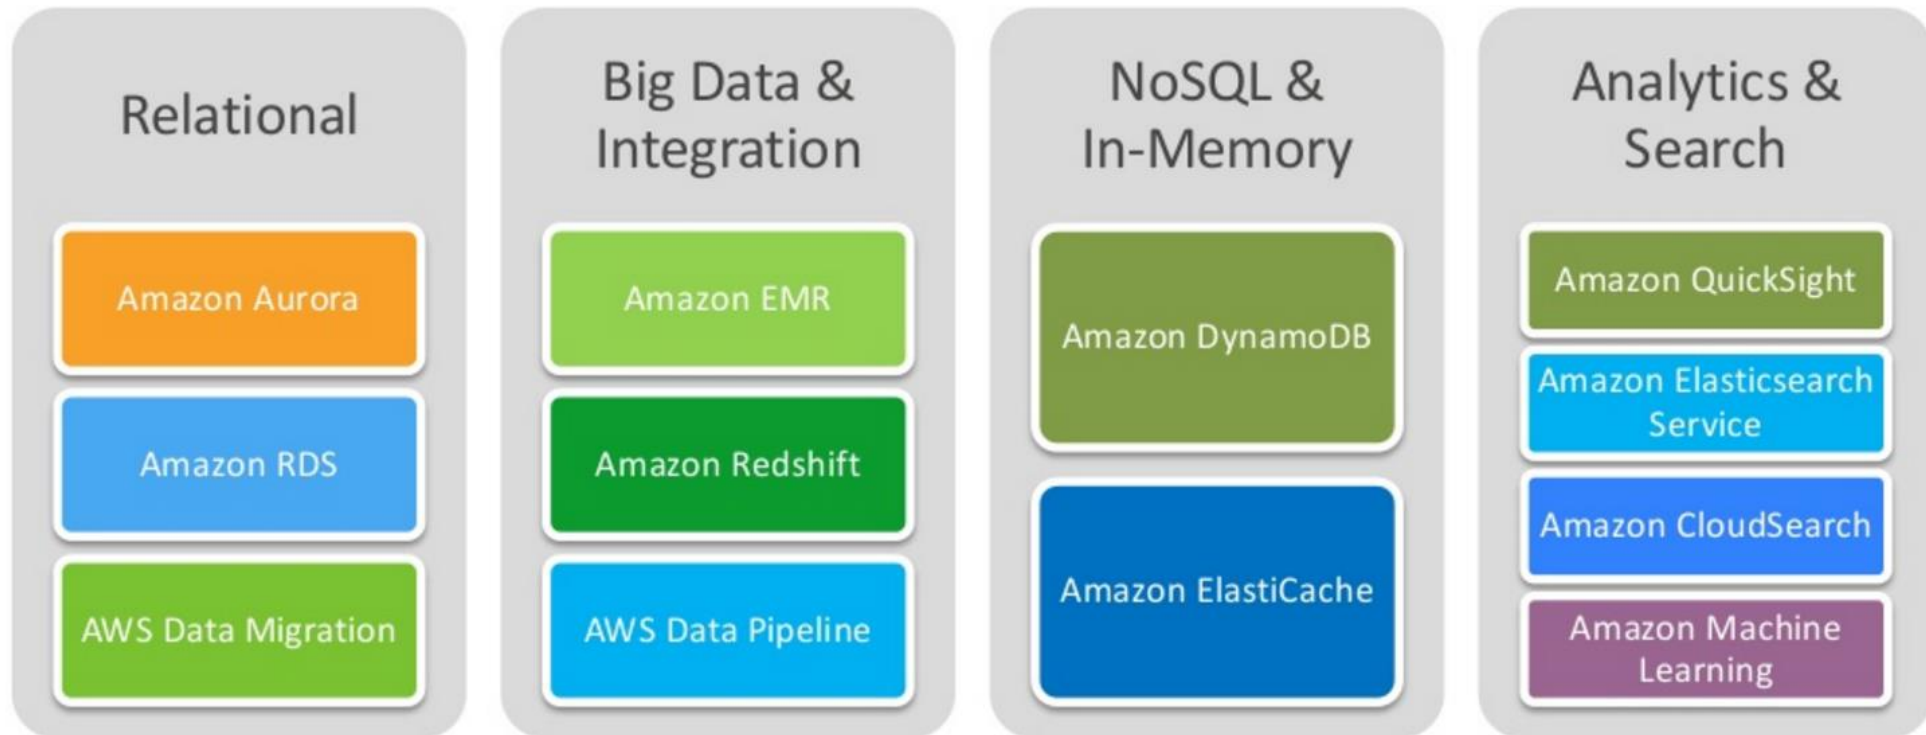 Relational
Amazon Aurora
Amazon RDS
AWS Data Migration
Big Data &
Integration
Amazon EMR
Amazon Redshift
AWS Data Pipeline
NoSQL &
In-Memory
Amazon DynamoDB
Amazon ElastiCache
Analytics &
Search
Amazon QuickSight
Amazon Elasticsearch
Service
Amazon CloudSearch
Amazon Machine
Learning